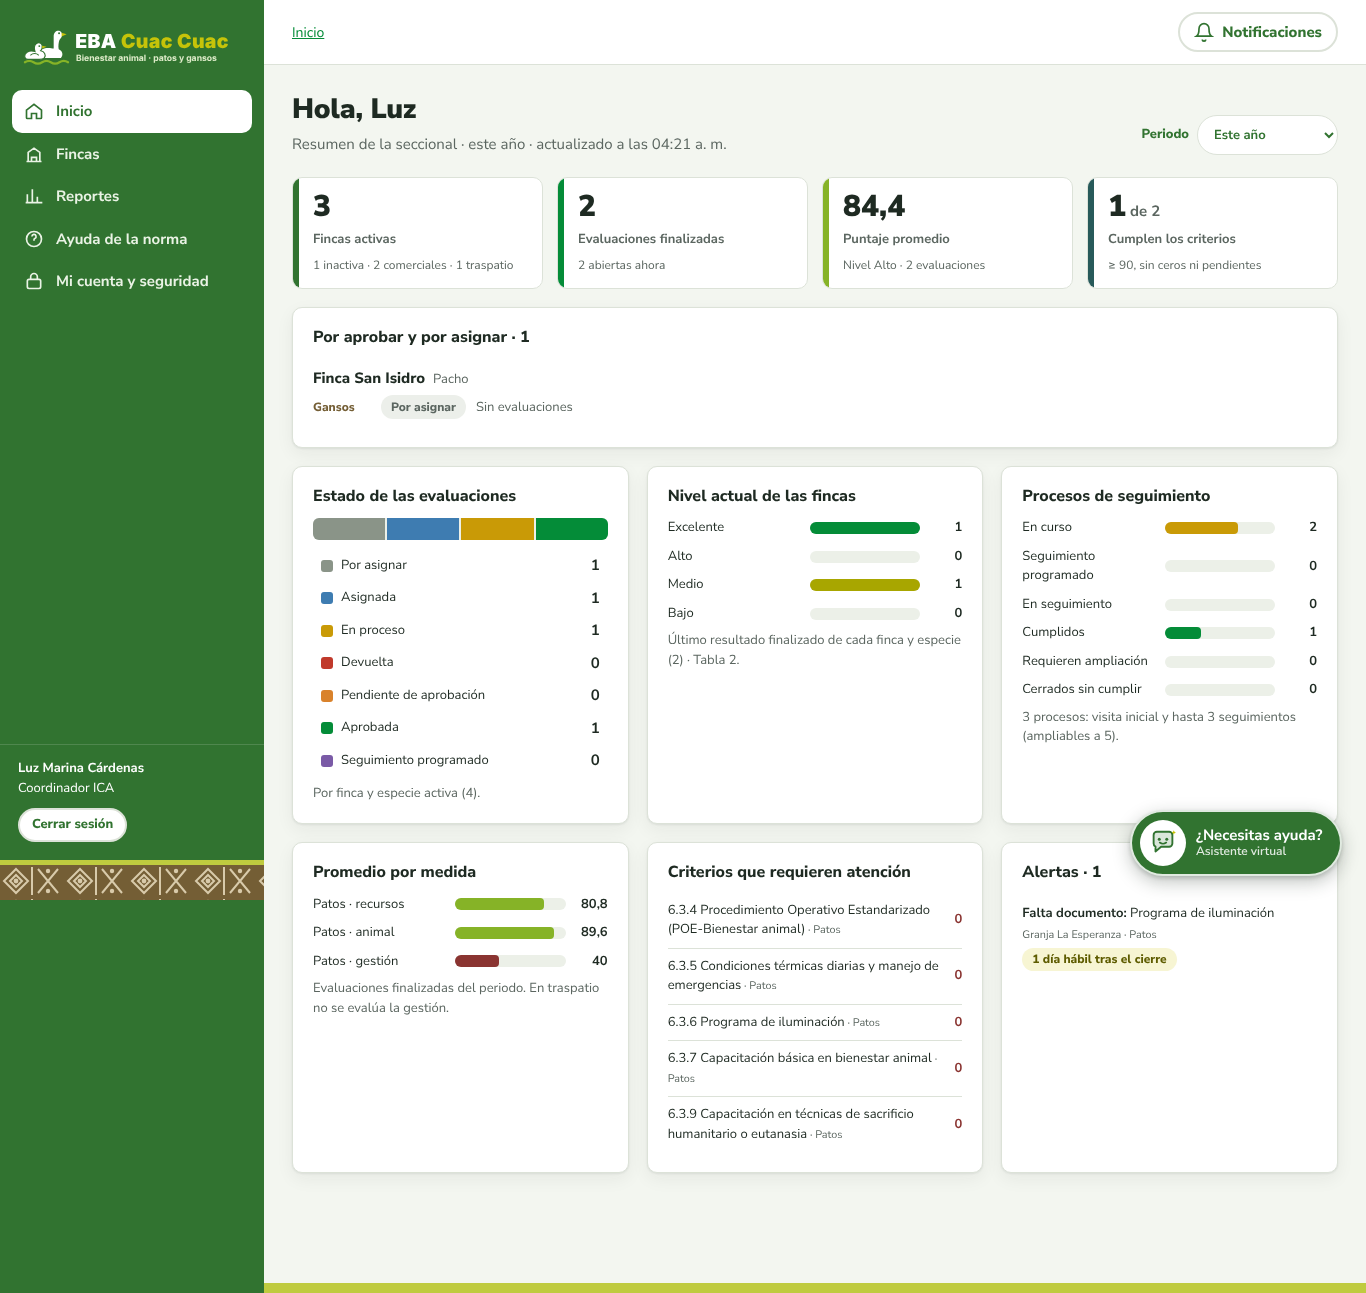 EBA Cuac Cuac
Bienestar animal · patos y gansos
Inicio
Fincas
Reportes
Ayuda de la norma
Mi cuenta y seguridad
Luz Marina Cárdenas
Coordinador ICA
Cerrar sesión
Inicio
Notificaciones
Hola, Luz
Resumen de la seccional · este año · actualizado a las 04:21 a. m.
Periodo
Este año
3
Fincas activas
1 inactiva · 2 comerciales · 1 traspatio
2
Evaluaciones finalizadas
2 abiertas ahora
84,4
Puntaje promedio
Nivel Alto · 2 evaluaciones
1 de 2
Cumplen los criterios
≥ 90, sin ceros ni pendientes
Por aprobar y por asignar · 1
Finca San Isidro Pacho
Gansos Por asignar Sin evaluaciones
Estado de las evaluaciones
Por asignar 1
Asignada 1
En proceso 1
Devuelta 0
Pendiente de aprobación 0
Aprobada 1
Seguimiento programado 0
Por finca y especie activa (4).
Nivel actual de las fincas
Excelente 1
Alto 0
Medio 1
Bajo 0
Último resultado finalizado de cada finca y especie
(2) · Tabla 2.
Procesos de seguimiento
En curso 2
Seguimiento
programado 0
En seguimiento 0
Cumplidos 1
Requieren ampliación 0
Cerrados sin cumplir 0
3 procesos: visita inicial y hasta 3 seguimientos
(ampliables a 5).
¿Necesitas ayuda?
Asistente virtual
Promedio por medida
Patos · recursos 80,8
Patos · animal 89,6
Patos · gestión 40
Evaluaciones finalizadas del periodo. En traspatio
no se evalúa la gestión.
Criterios que requieren atención
6.3.4 Procedimiento Operativo Estandarizado
(POE-Bienestar animal) · Patos 0
6.3.5 Condiciones térmicas diarias y manejo de
emergencias · Patos 0
6.3.6 Programa de iluminación · Patos 0
6.3.7 Capacitación básica en bienestar animal ·
Patos 0
6.3.9 Capacitación en técnicas de sacrificio
humanitario o eutanasia · Patos 0
Alertas · 1
Falta documento: Programa de iluminación
Granja La Esperanza · Patos
1 día hábil tras el cierre